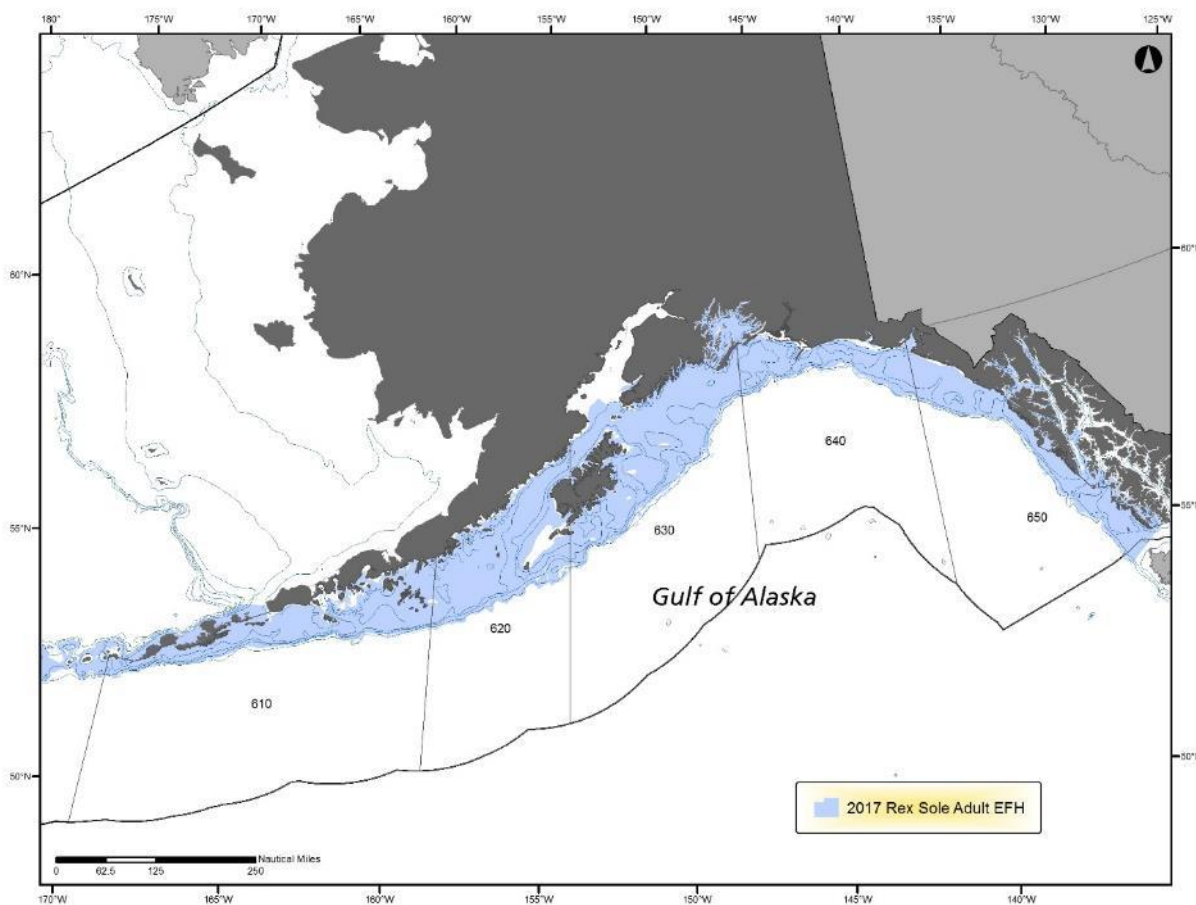 180° 175°W 170°W 165°W 160°W 155°W 150°W 145°W 140°W 135°W 130°W 125°W
60°N 60°N
640
55°N 55°N
650
630
Gulf of Alaska
620
610
50°N 50°N
2017 Rex Sole Adult EFH
Nautical Miles
0 62.5 125 250
170°W 165°W 160°W 155°W 150°W 145°W 140°W